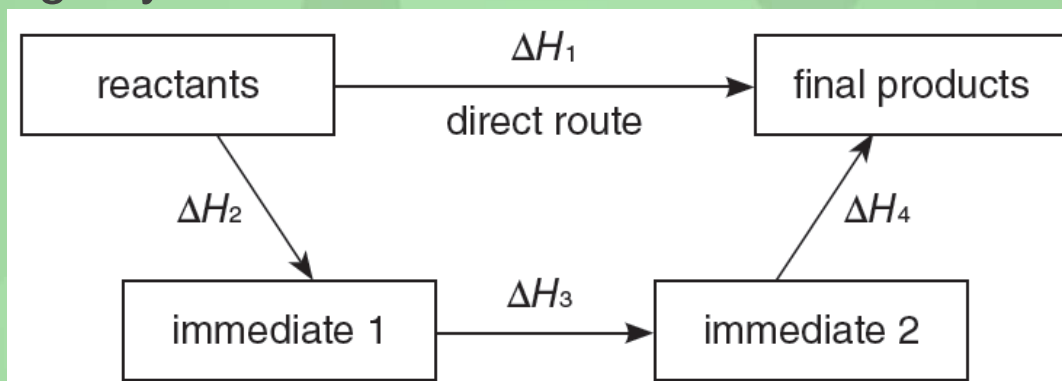 ΔH₁
reactants
final products
direct route
ΔH₂
ΔH₄
ΔH₃
immediate 1
immediate 2